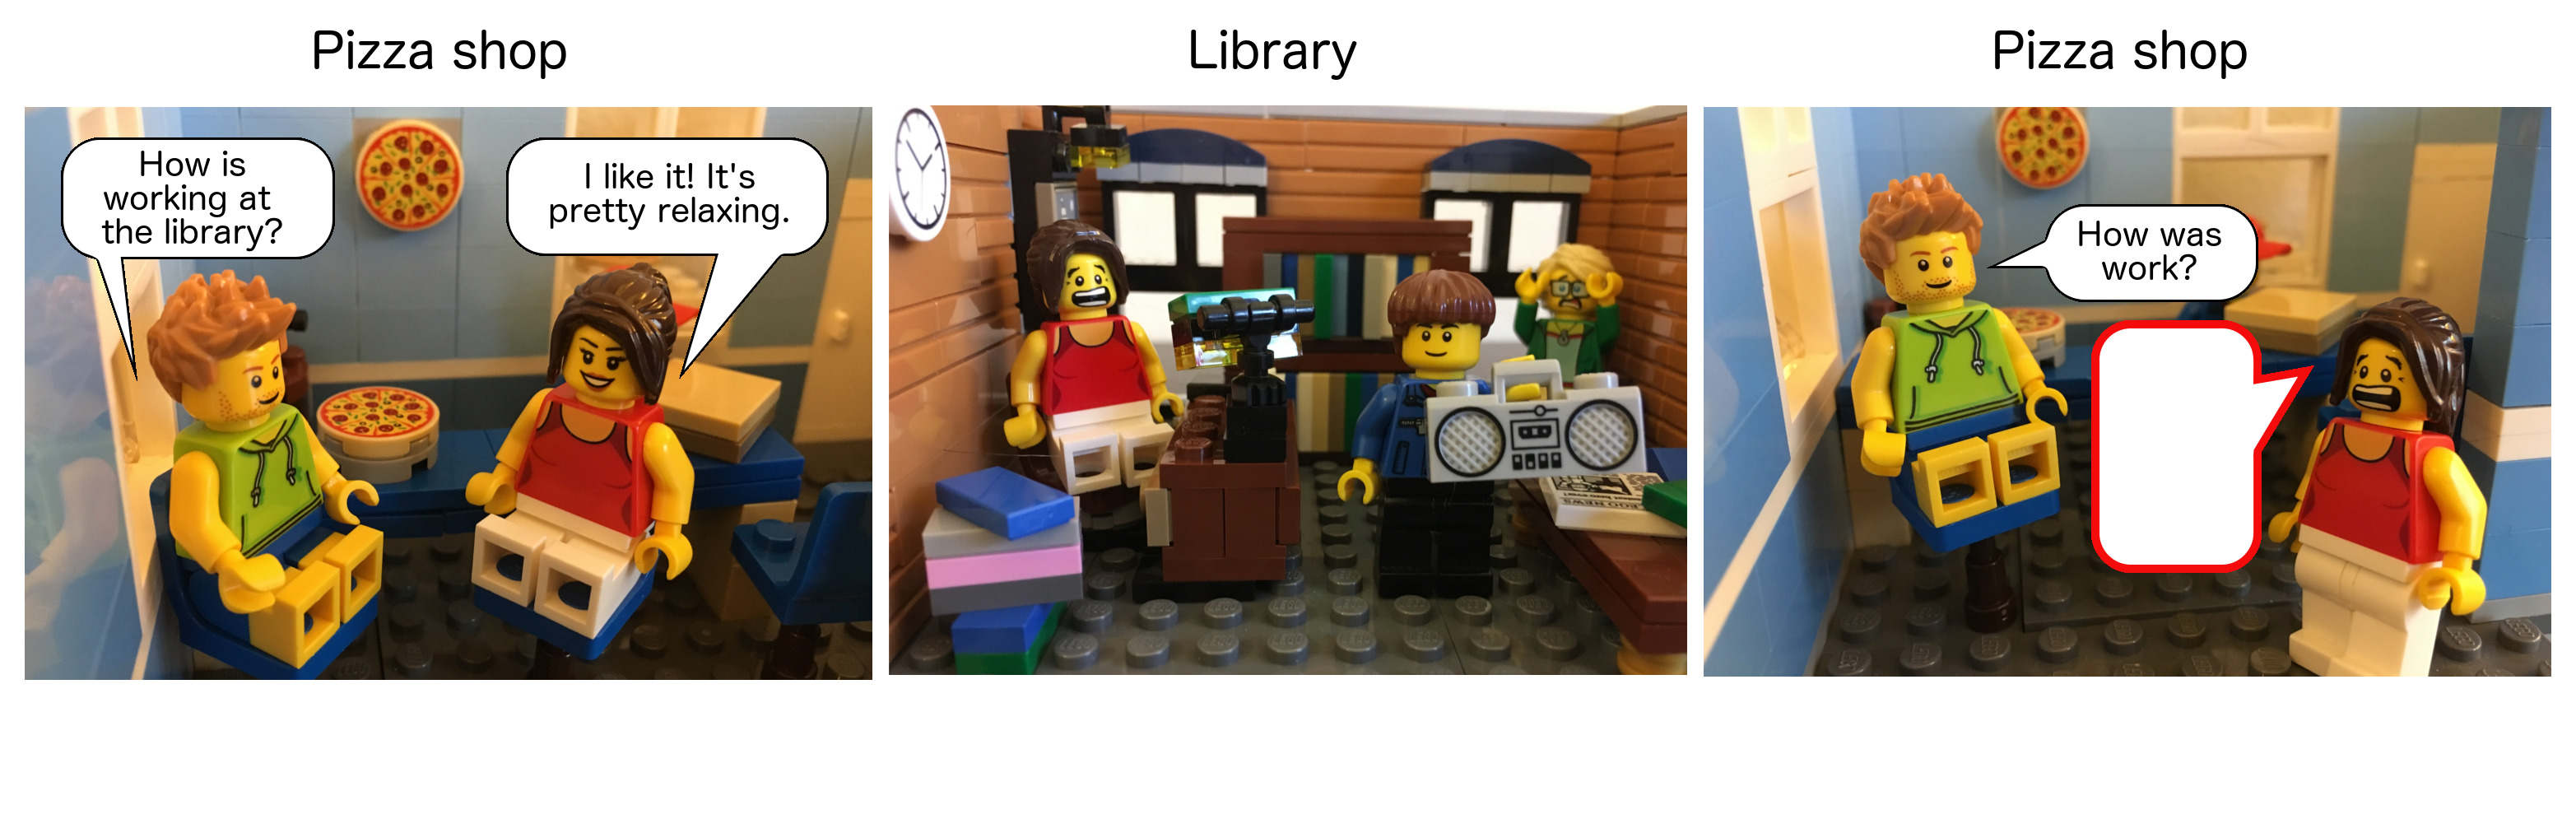 Pizza shop
Library
Pizza shop
How is
working at
the library?
I like it! It's
pretty relaxing.
How was
work?